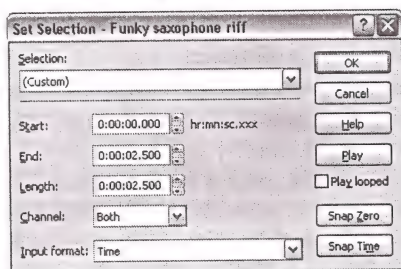 Set Selection - Funky saxophone riff
Selection:
(Custom)
Start: 0:00:00.000 hr:mn:sc.xxx
End: 0:00:02.500
Length: 0:00:02.500
Channel: Both
Input format: Time
OK
Cancel
Help
Play
Play looped
Snap Zero
Snap Time